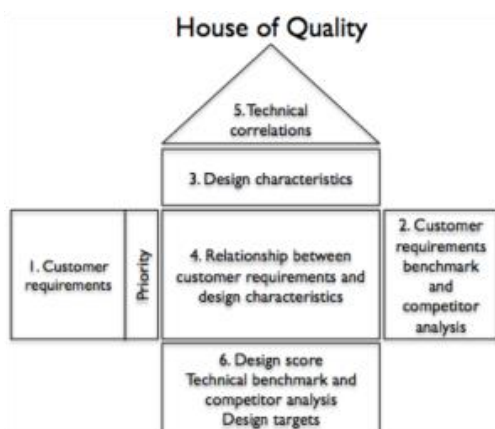 House of Quality
5. Technical
correlations
3. Design characteristics
1. Customer
requirements
Priority
4. Relationship between
customer requirements and
design characteristics
2. Customer
requirements
benchmark
and
competitor
analysis
6. Design score
Technical benchmark and
competitor analysis
Design targets